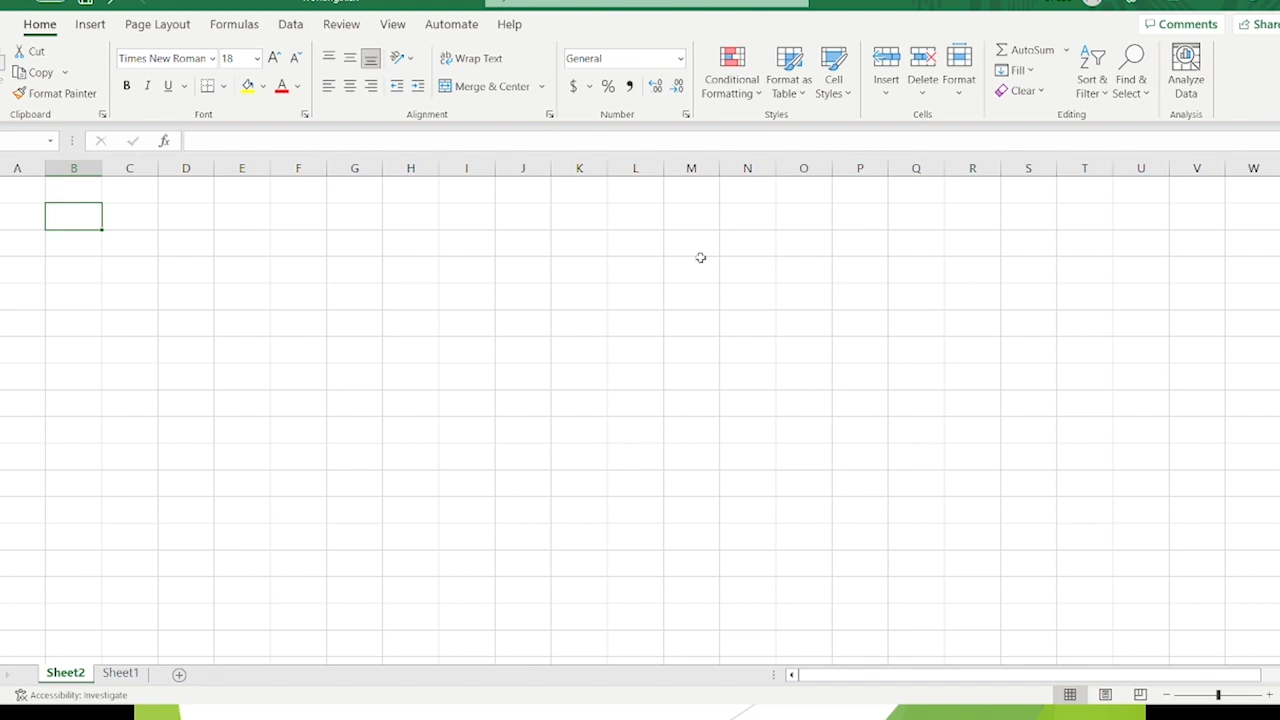 Home Insert Page Layout Formulas Data Review View Automate Help Comments
Cut
Copy
Format Painter
Clipboard
Times New Roman 18
A A
B I U A
Font
Wrap Text
Merge & Center
Alignment
General
$ % ,
Number
Conditional Formatting
Format as Table
Cell Styles
Styles
Insert
Delete
Format
Cells
AutoSum
Fill
Clear
Sort & Filter
Find & Select
Editing
Analyze Data
Analysis
fx
A B C D E F G H I J K L M N O P Q R S T U V W
Sheet2 Sheet1
Accessibility: Investigate